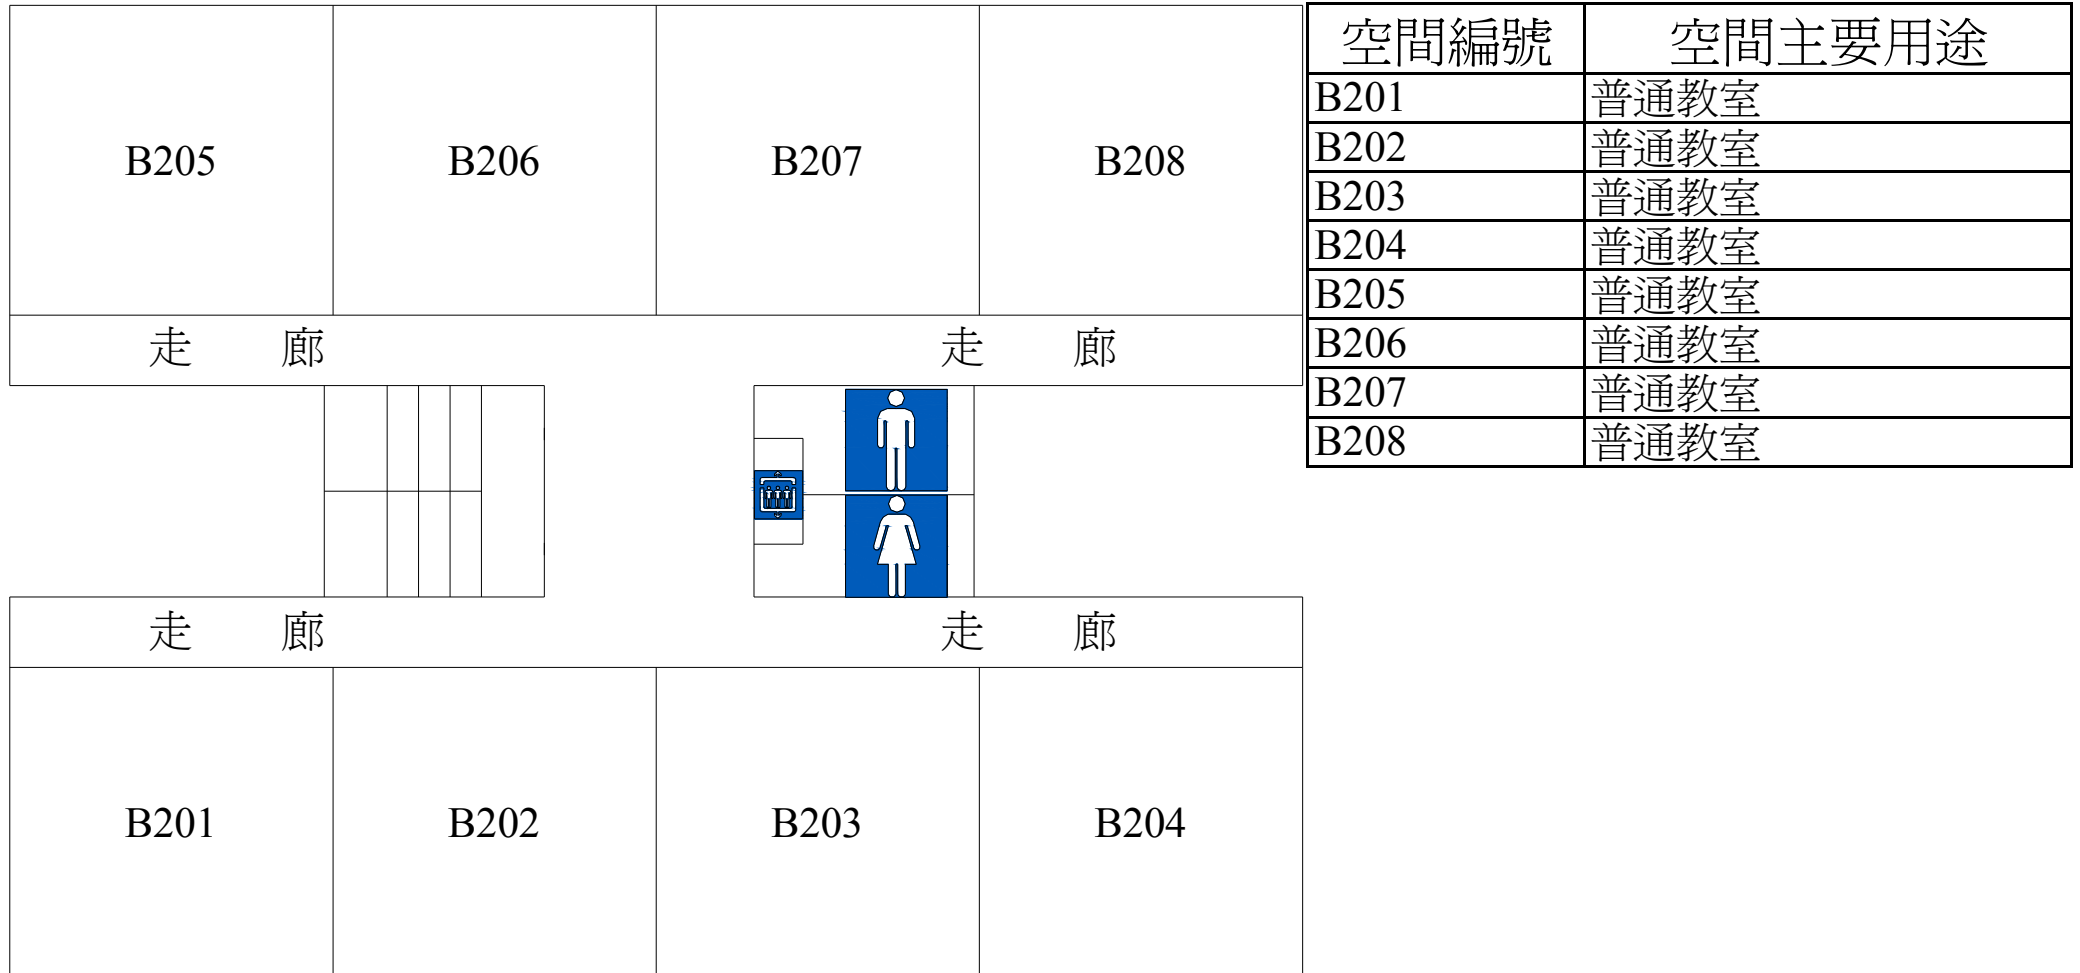 B205 B206 B207 B208
走 廊 走 廊
走 廊 走 廊
B201 B202 B203 B204
空間編號 空間主要用途
B201 普通教室
B202 普通教室
B203 普通教室
B204 普通教室
B205 普通教室
B206 普通教室
B207 普通教室
B208 普通教室